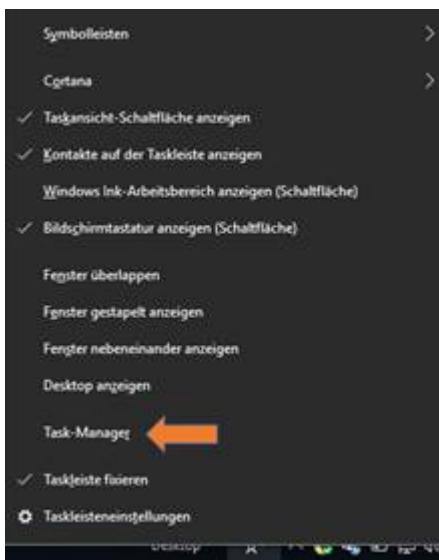 Symbolleisten
Cortana
Taskansicht-Schaltfläche anzeigen
Kontakte auf der Taskleiste anzeigen
Windows Ink-Arbeitsbereich anzeigen (Schaltfläche)
Bildschirmtastatur anzeigen (Schaltfläche)
Fenster überlappen
Fenster gestapelt anzeigen
Fenster nebeneinander anzeigen
Desktop anzeigen
Task-Manager
Taskleiste fixieren
Taskleisteneinstellungen
Desktop